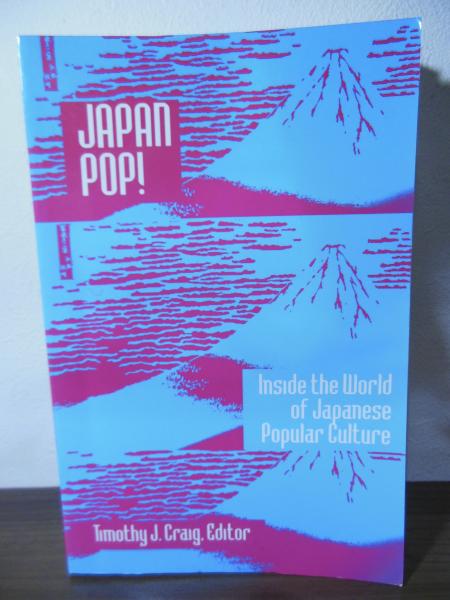 JAPAN
POP!
Inside the World
of Japanese
Popular Culture
Timothy J. Craig, Editor